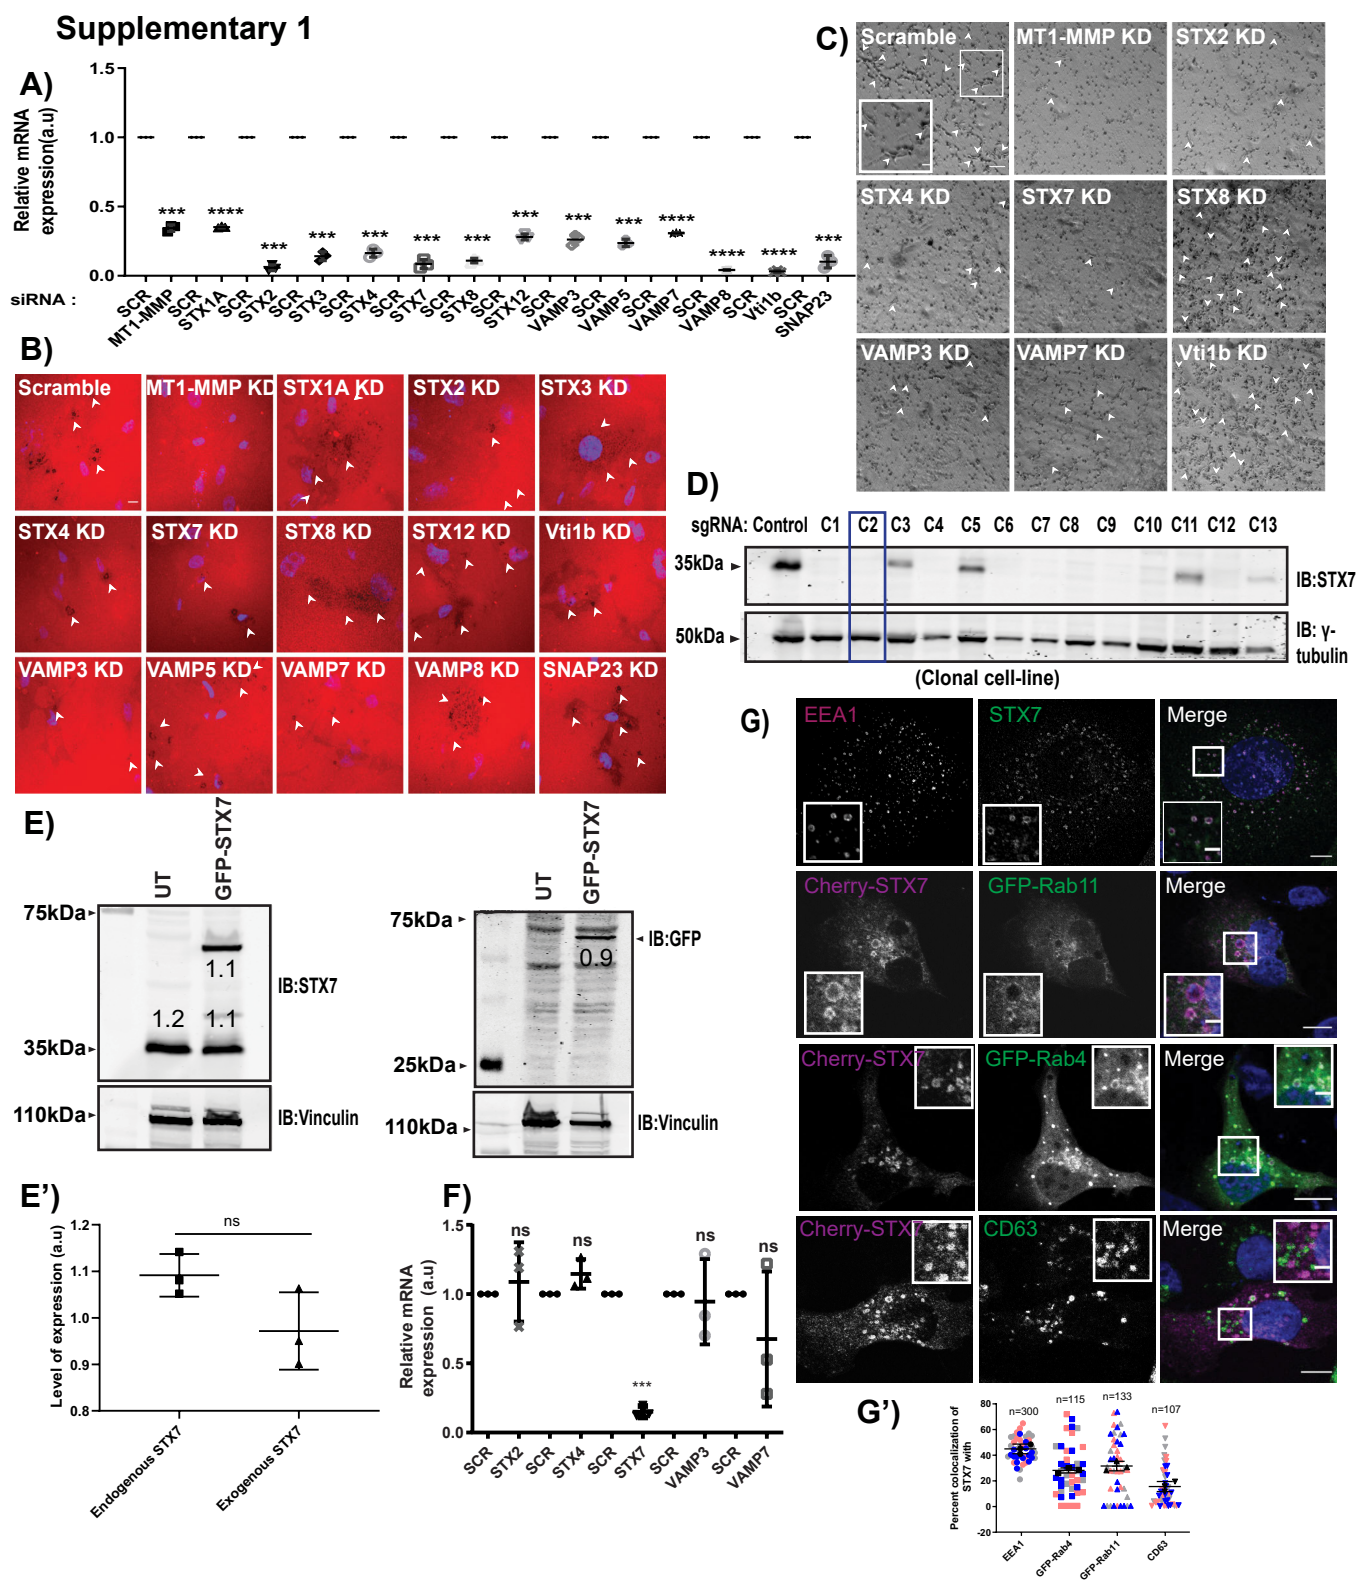 Supplementary 1
A)
Relative mRNA
expression(a.u)
1.5
1.0
0.5
0.0
*** **** *** *** *** *** *** *** *** *** **** **** **** ***
siRNA :
SCR MT1-MMP SCR STX1A SCR STX2 SCR STX3 SCR STX4 SCR STX7 SCR STX8 SCR STX12 SCR VAMP3 SCR VAMP5 SCR VAMP7 SCR VAMP8 SCR Vti1b SCR SNAP23
B)
Scramble MT1-MMP KD STX1A KD STX2 KD STX3 KD
STX4 KD STX7 KD STX8 KD STX12 KD Vti1b KD
VAMP3 KD VAMP5 KD VAMP7 KD VAMP8 KD SNAP23 KD
C)
Scramble MT1-MMP KD STX2 KD
STX4 KD STX7 KD STX8 KD
VAMP3 KD VAMP7 KD Vti1b KD
D)
sgRNA: Control C1 C2 C3 C4 C5 C6 C7 C8 C9 C10 C11 C12 C13
35kDa
IB:STX7
50kDa
IB: γ-
tubulin
(Clonal cell-line)
E)
UT GFP-STX7
75kDa
1.1
1.2 1.1
35kDa
IB:STX7
110kDa
IB:Vinculin
UT GFP-STX7
75kDa
IB:GFP
0.9
25kDa
110kDa
IB:Vinculin
E')
Level of expression (a.u)
1.2
1.1
1.0
0.9
0.8
ns
Endogenous STX7
Exogenous STX7
F)
Relative mRNA
expression (a.u)
1.5
1.0
0.5
0.0
ns ns *** ns ns
SCR STX2 SCR STX4 SCR STX7 SCR VAMP3 SCR VAMP7
G)
EEA1 STX7 Merge
Cherry-STX7 GFP-Rab11 Merge
Cherry-STX7 GFP-Rab4 Merge
Cherry-STX7 CD63 Merge
G')
Percent colocalization of
STX7 with
80
60
40
20
0
-20
n=300 n=115 n=133 n=107
EEA1 GFP-Rab4 GFP-Rab11 CD63